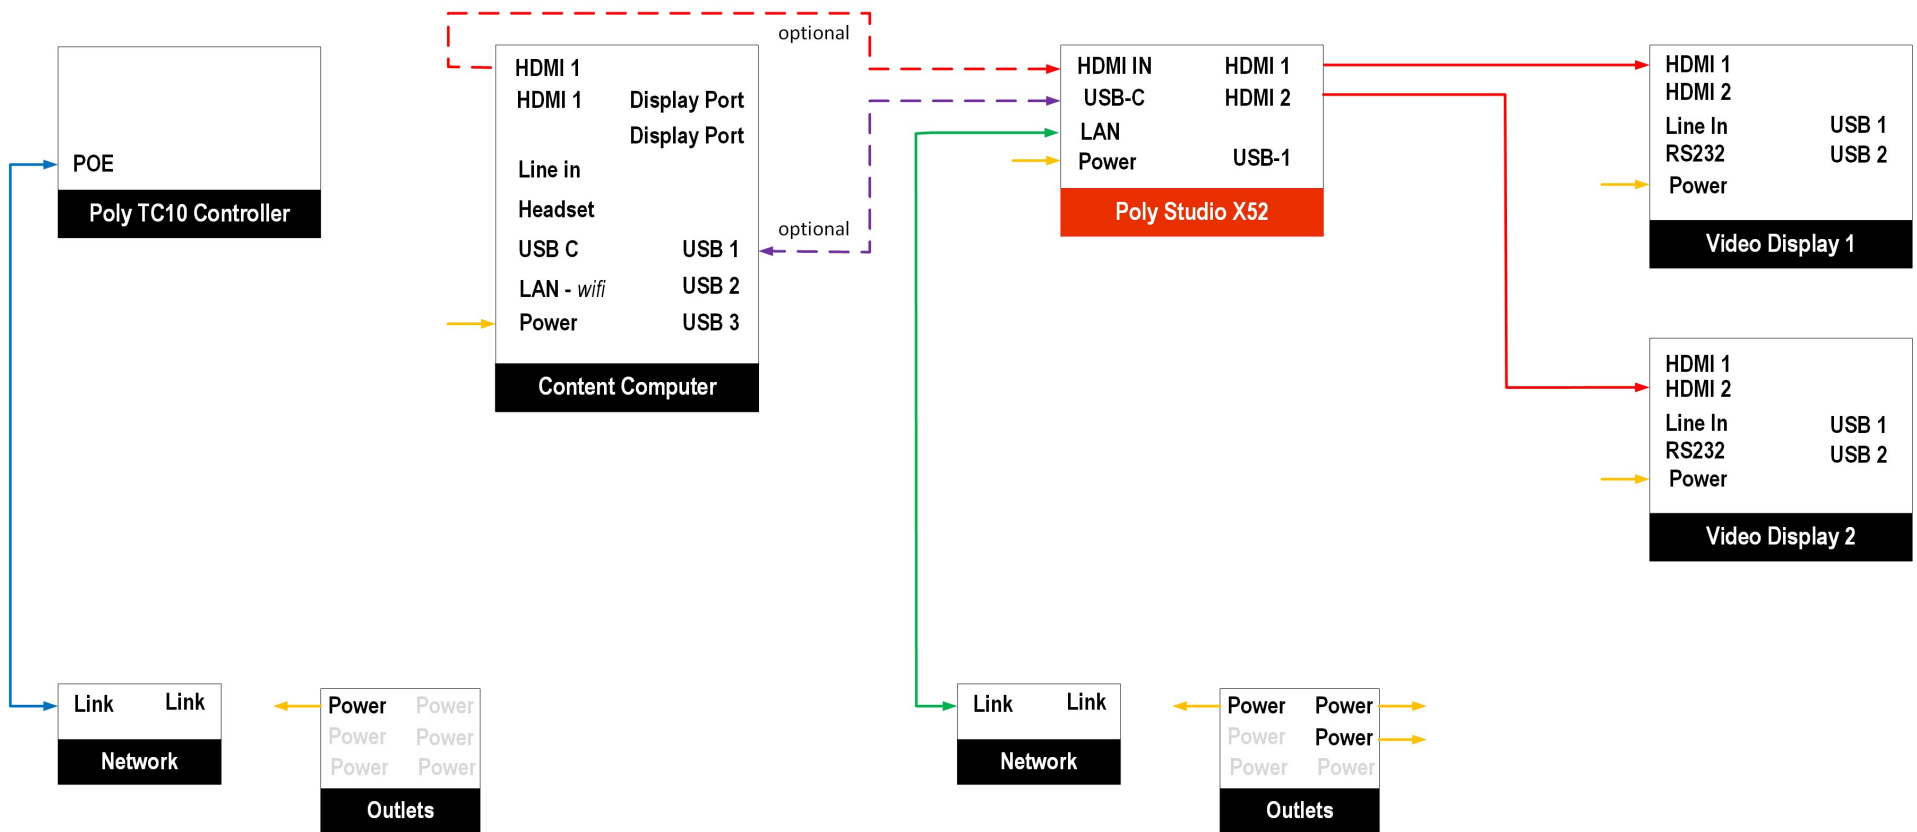 optional
POE
Poly TC10 Controller
HDMI 1
HDMI 1 Display Port
Display Port
Line in
Headset
USB C USB 1
LAN - wifi USB 2
Power USB 3
Content Computer
optional
HDMI IN HDMI 1
USB-C HDMI 2
LAN
Power USB-1
Poly Studio X52
HDMI 1
HDMI 2
Line In USB 1
RS232 USB 2
Power
Video Display 1
HDMI 1
HDMI 2
Line In USB 1
RS232 USB 2
Power
Video Display 2
Link Link
Network
Power Power
Power Power
Power Power
Outlets
Link Link
Network
Power Power
Power Power
Power Power
Outlets